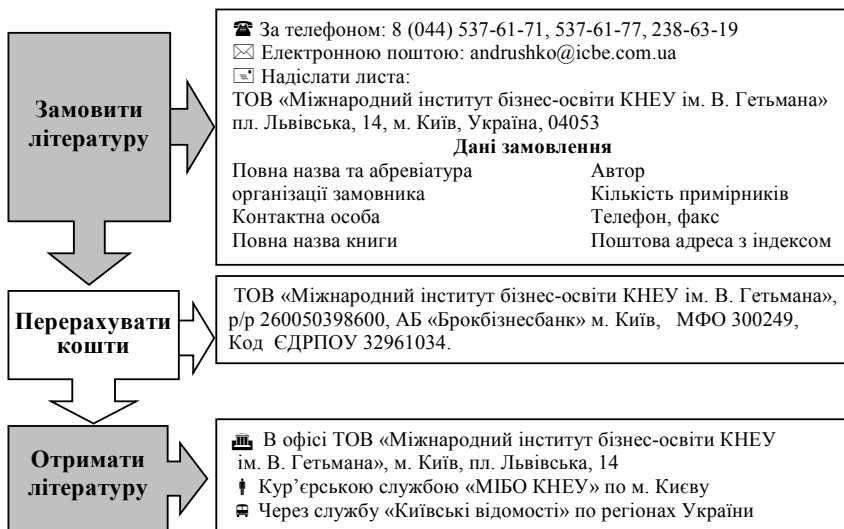 Замовити
літературу
☎ За телефоном: 8 (044) 537-61-71, 537-61-77, 238-63-19
Електронною поштою: andrushko@icbe.com.ua
Надіслати листа:
ТОВ «Міжнародний інститут бізнес-освіти КНЕУ ім. В. Гетьмана»
пл. Львівська, 14, м. Київ, Україна, 04053
Дані замовлення
Повна назва та абревіатура
організації замовника
Контактна особа
Повна назва книги
Автор
Кількість примірників
Телефон, факс
Поштова адреса з індексом
Перерахувати
кошти
ТОВ «Міжнародний інститут бізнес-освіти КНЕУ ім. В. Гетьмана»,
р/р 260050398600, АБ «Брокбізнесбанк» м. Київ, МФО 300249,
Код ЄДРПОУ 32961034.
Отримати
літературу
В офісі ТОВ «Міжнародний інститут бізнес-освіти КНЕУ
ім. В. Гетьмана», м. Київ, пл. Львівська, 14
Кур’єрською службою «МІБО КНЕУ» по м. Києву
Через службу «Київські відомості» по регіонах України